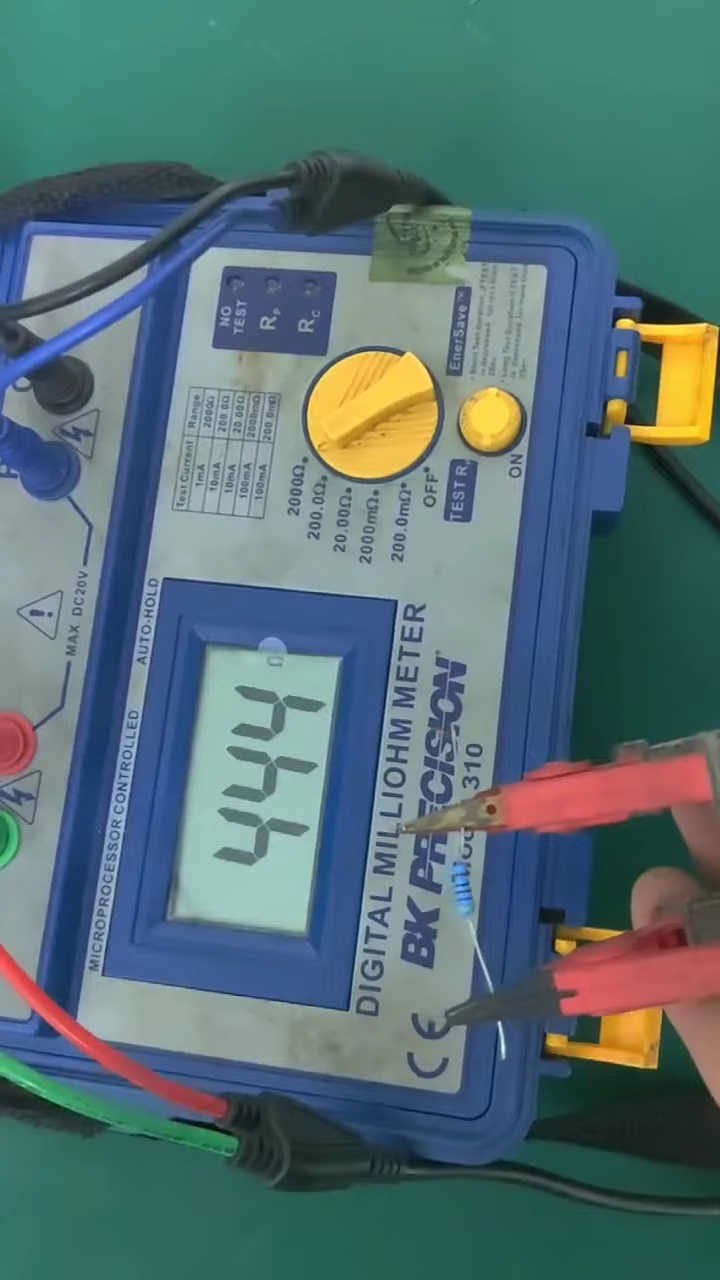 MAX. DC20V
MICROPROCESSOR CONTROLLED
AUTO-HOLD
444 Ω
DIGITAL MILLIOHM METER
BK PRECISION
310
CE
Test Current Range
1mA 2000Ω
10mA 200.0Ω
10mA 20.00Ω
100mA 2000mΩ
100mA 200.0mΩ
NO TEST
RP
RC
2000Ω
200.0Ω
20.00Ω
2000mΩ
200.0mΩ
OFF
TEST R
ON
EnerSave™